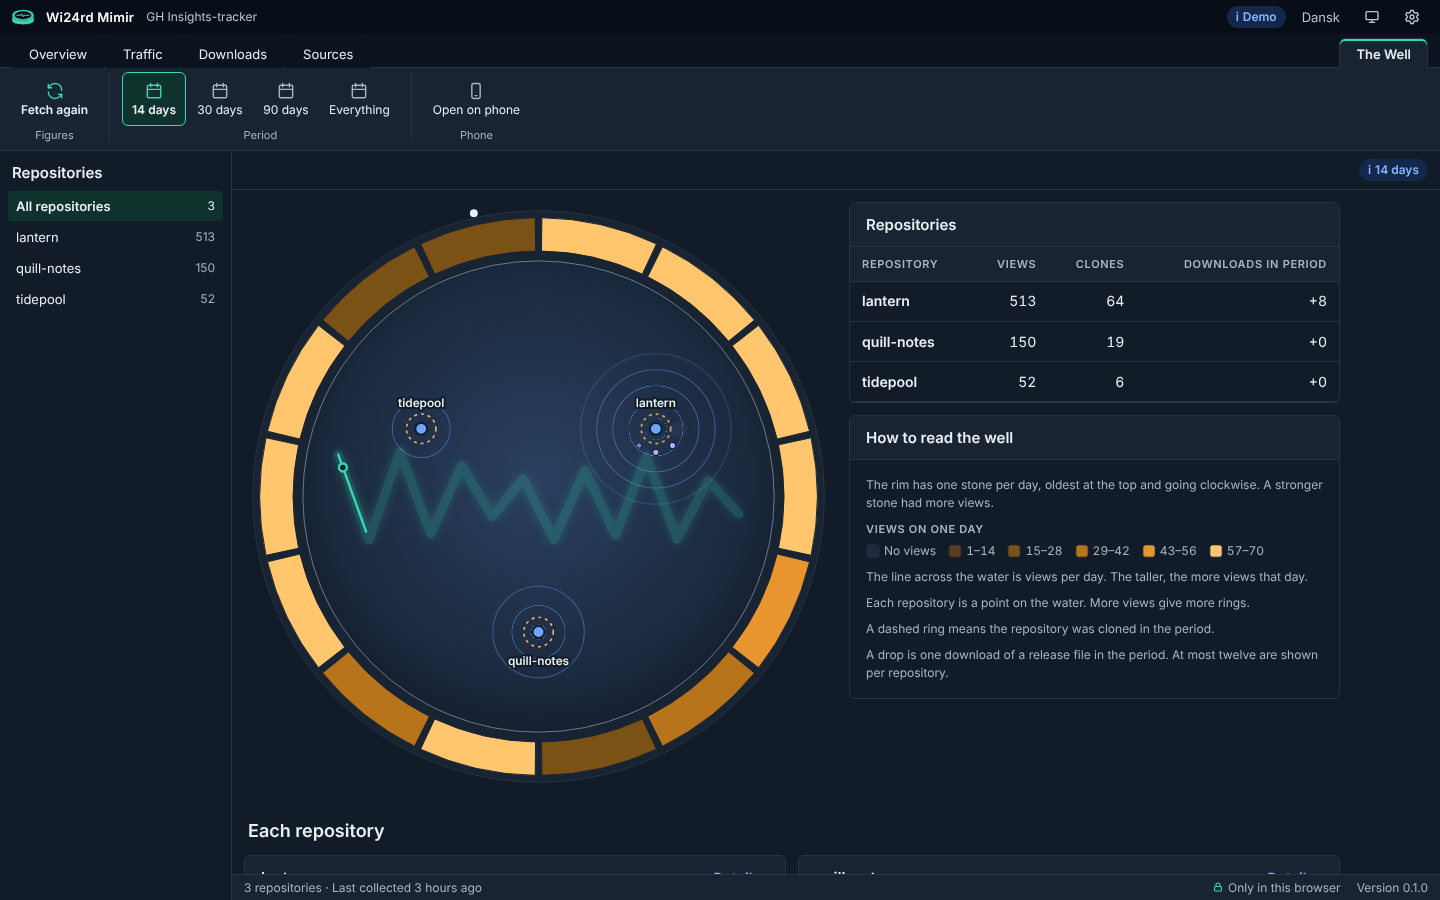 Wi24rd Mimir GH Insights-tracker
i Demo Dansk
Overview Traffic Downloads Sources The Well
Fetch again 14 days 30 days 90 days Everything Open on phone
Figures Period Phone
Repositories
i 14 days
All repositories 3
lantern 513
quill-notes 150
tidepool 52
tidepool
lantern
quill-notes
Repositories
REPOSITORY VIEWS CLONES DOWNLOADS IN PERIOD
lantern 513 64 +8
quill-notes 150 19 +0
tidepool 52 6 +0
How to read the well
The rim has one stone per day, oldest at the top and going clockwise. A stronger
stone had more views.
VIEWS ON ONE DAY
No views 1–14 15–28 29–42 43–56 57–70
The line across the water is views per day. The taller, the more views that day.
Each repository is a point on the water. More views give more rings.
A dashed ring means the repository was cloned in the period.
A drop is one download of a release file in the period. At most twelve are shown
per repository.
Each repository
3 repositories · Last collected 3 hours ago
Only in this browser Version 0.1.0